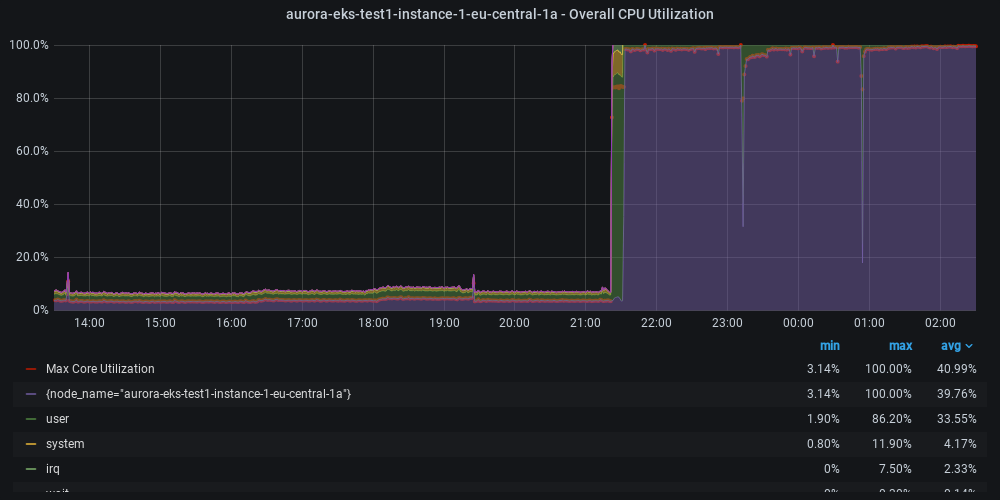 aurora-eks-test1-instance-1-eu-central-1a - Overall CPU Utilization
100.0%
80.0%
60.0%
40.0%
20.0%
0%
14:00 15:00 16:00 17:00 18:00 19:00 20:00 21:00 22:00 23:00 00:00 01:00 02:00
min max avg
Max Core Utilization 3.14% 100.00% 40.99%
{node_name="aurora-eks-test1-instance-1-eu-central-1a"} 3.14% 100.00% 39.76%
user 1.90% 86.20% 33.55%
system 0.80% 11.90% 4.17%
irq 0% 7.50% 2.33%
wait 0%